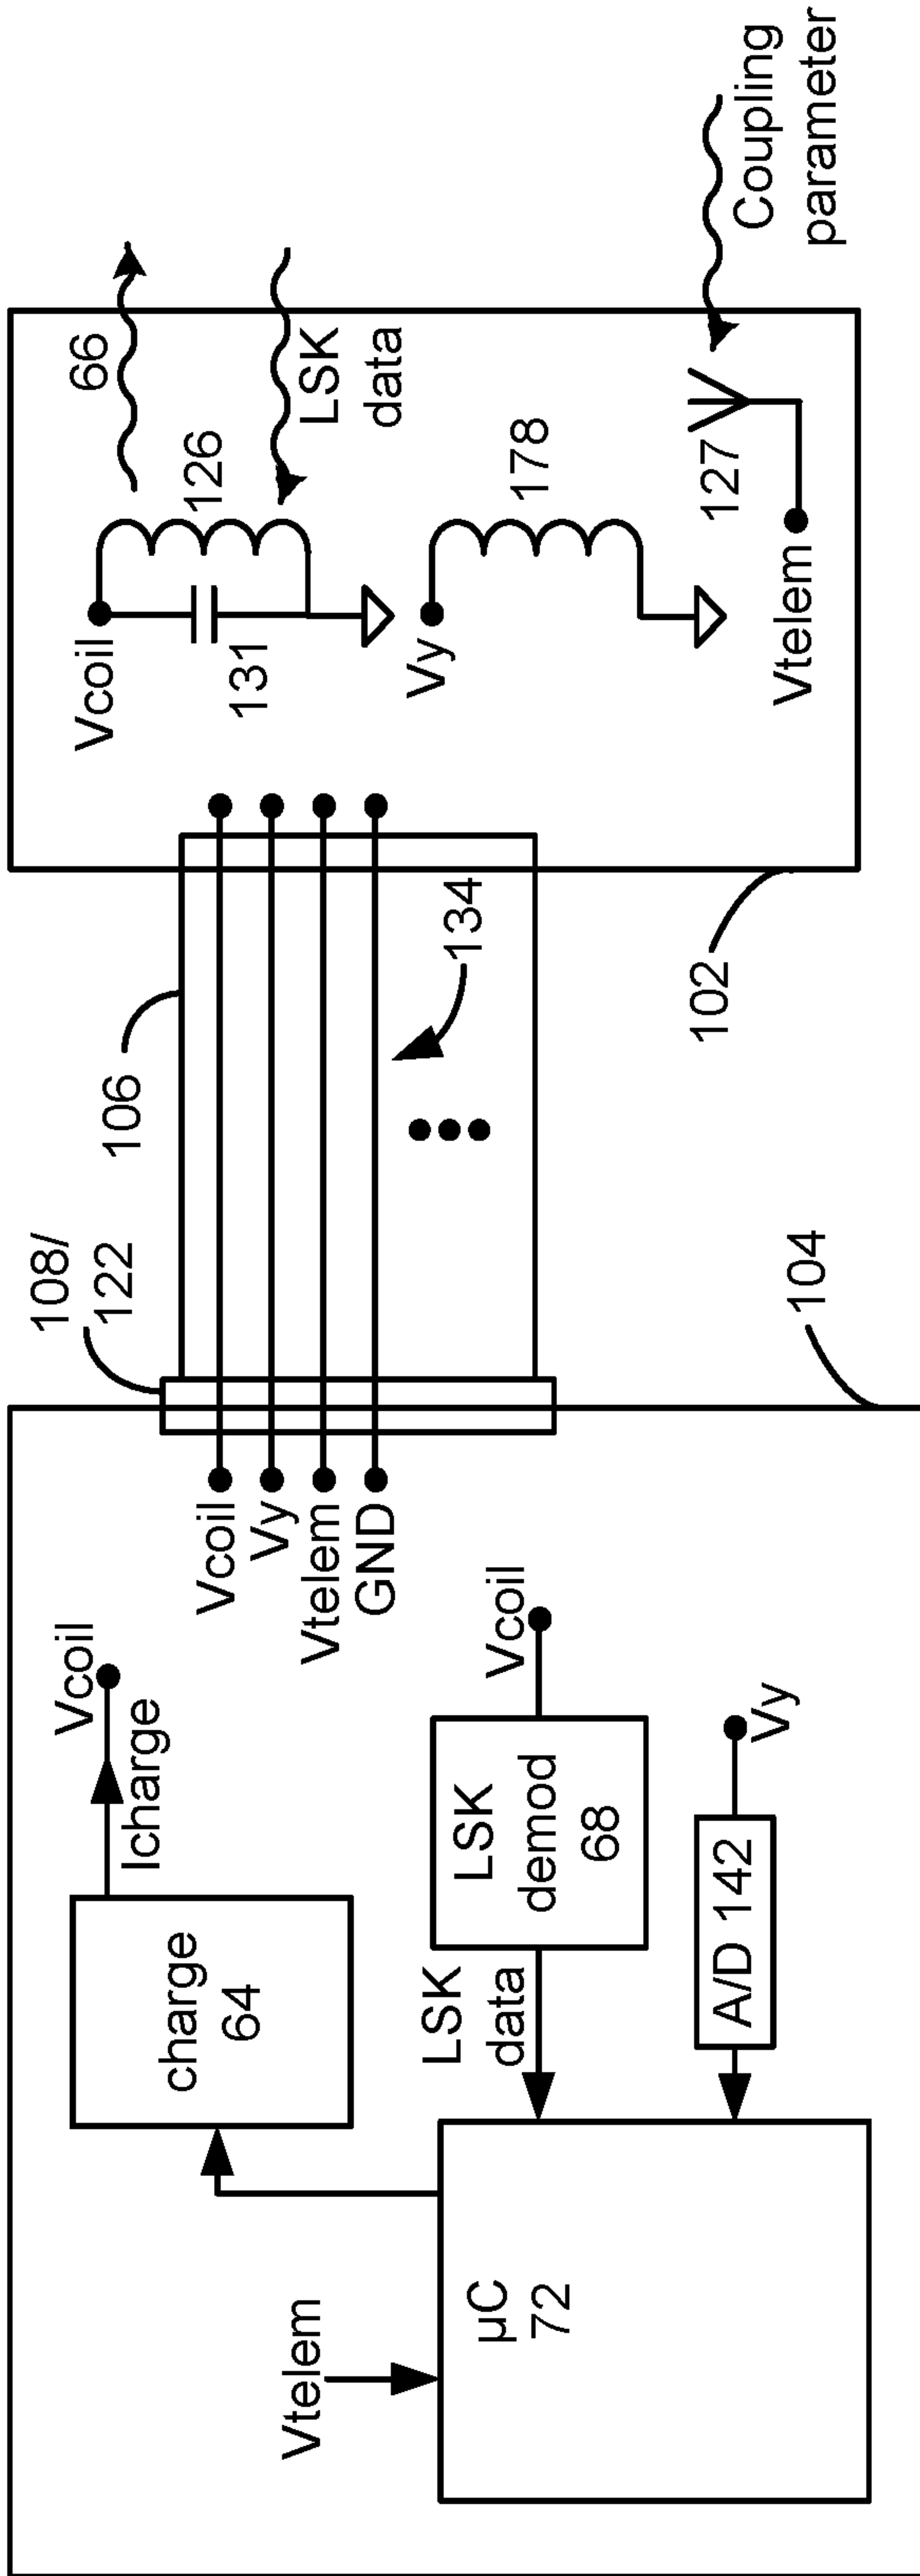 Vtelem
µC
72
charge
64
Icharge
Vcoil
LSK
data
LSK
demod
68
Vcoil
A/D 142
Vy
Vcoil
Vy
Vtelem
GND
104
108/
122
106
134
102
Vcoil
131
126
66
LSK
data
Vy
178
Vtelem
127
Coupling
parameter